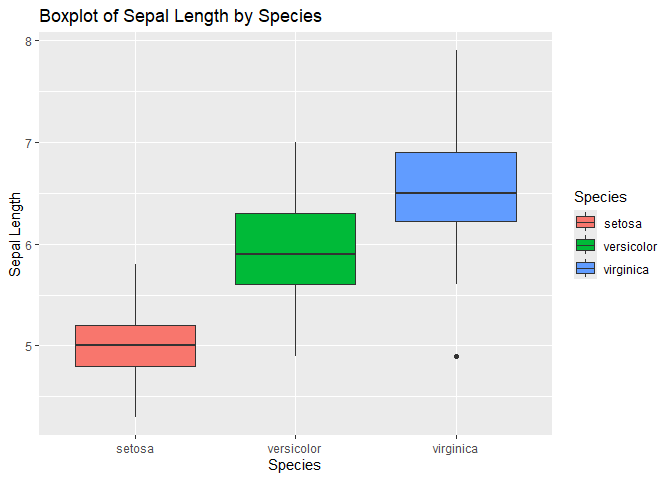 Boxplot of Sepal Length by Species
8
7
6
5
Sepal Length
setosa
versicolor
virginica
Species
Species
setosa
versicolor
virginica